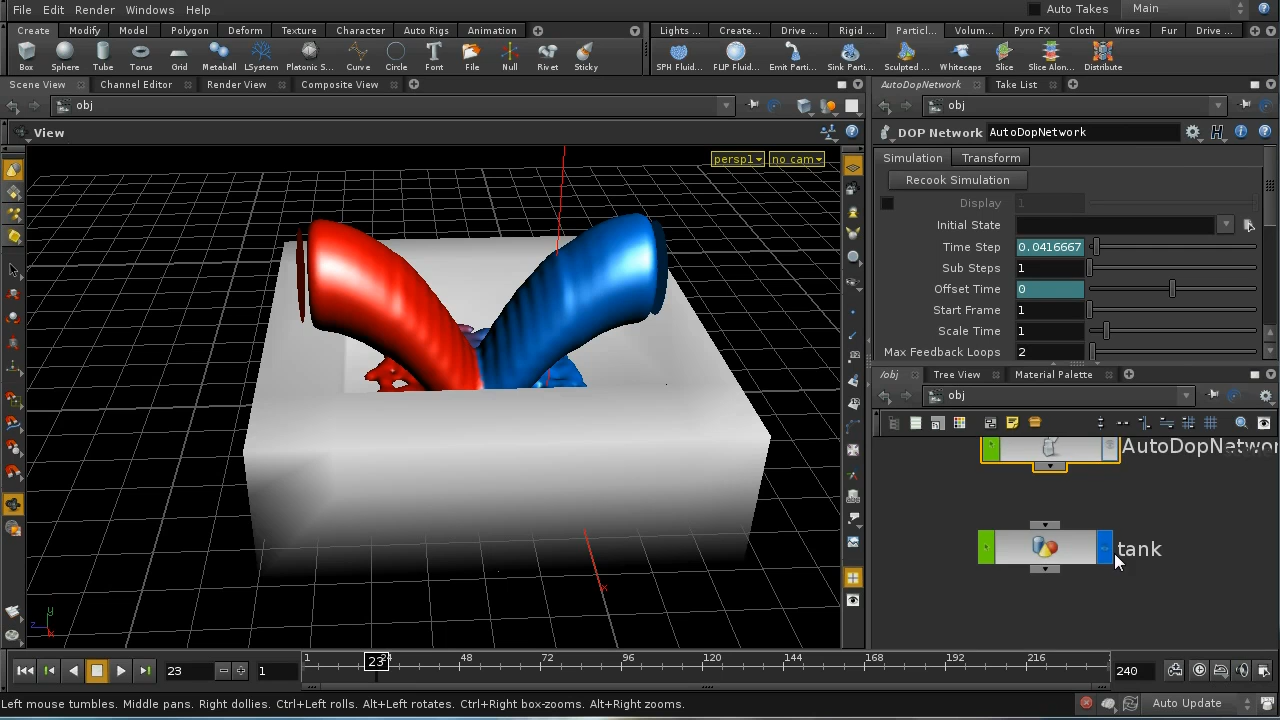 File Edit Render Windows Help Auto Takes Main
Create Modify Model Polygon Deform Texture Character Auto Rigs Animation Lights ... Create... Drive ... Rigid ... Particl... Volum... Pyro FX Cloth Wires Fur Drive ...
Box Sphere Tube Torus Grid Metaball LSystem Platonic S... Curve Circle Font File Null Rivet Sticky SPH Fluid... FLIP Fluid... Emit Parti... Sink Parti... Sculpted ... Whitecaps Slice Slice Alon... Distribute
Scene View Channel Editor Render View Composite View AutoDopNetwork Take List
obj obj
View DOP Network AutoDopNetwork
persp1 no cam
Simulation Transform
Recook Simulation
Display 1
Initial State
Time Step 0.0416667
Sub Steps 1
Offset Time 0
Start Frame 1
Scale Time 1
Max Feedback Loops 2
/obj Tree View Material Palette
obj
AutoDopNetwor
tank
x
y
z x
23 1 1 23 24 48 72 96 120 144 168 192 216 240
Left mouse tumbles. Middle pans. Right dollies. Ctrl+Left rolls. Alt+Left rotates. Ctrl+Right box-zooms. Alt+Right zooms. Auto Update